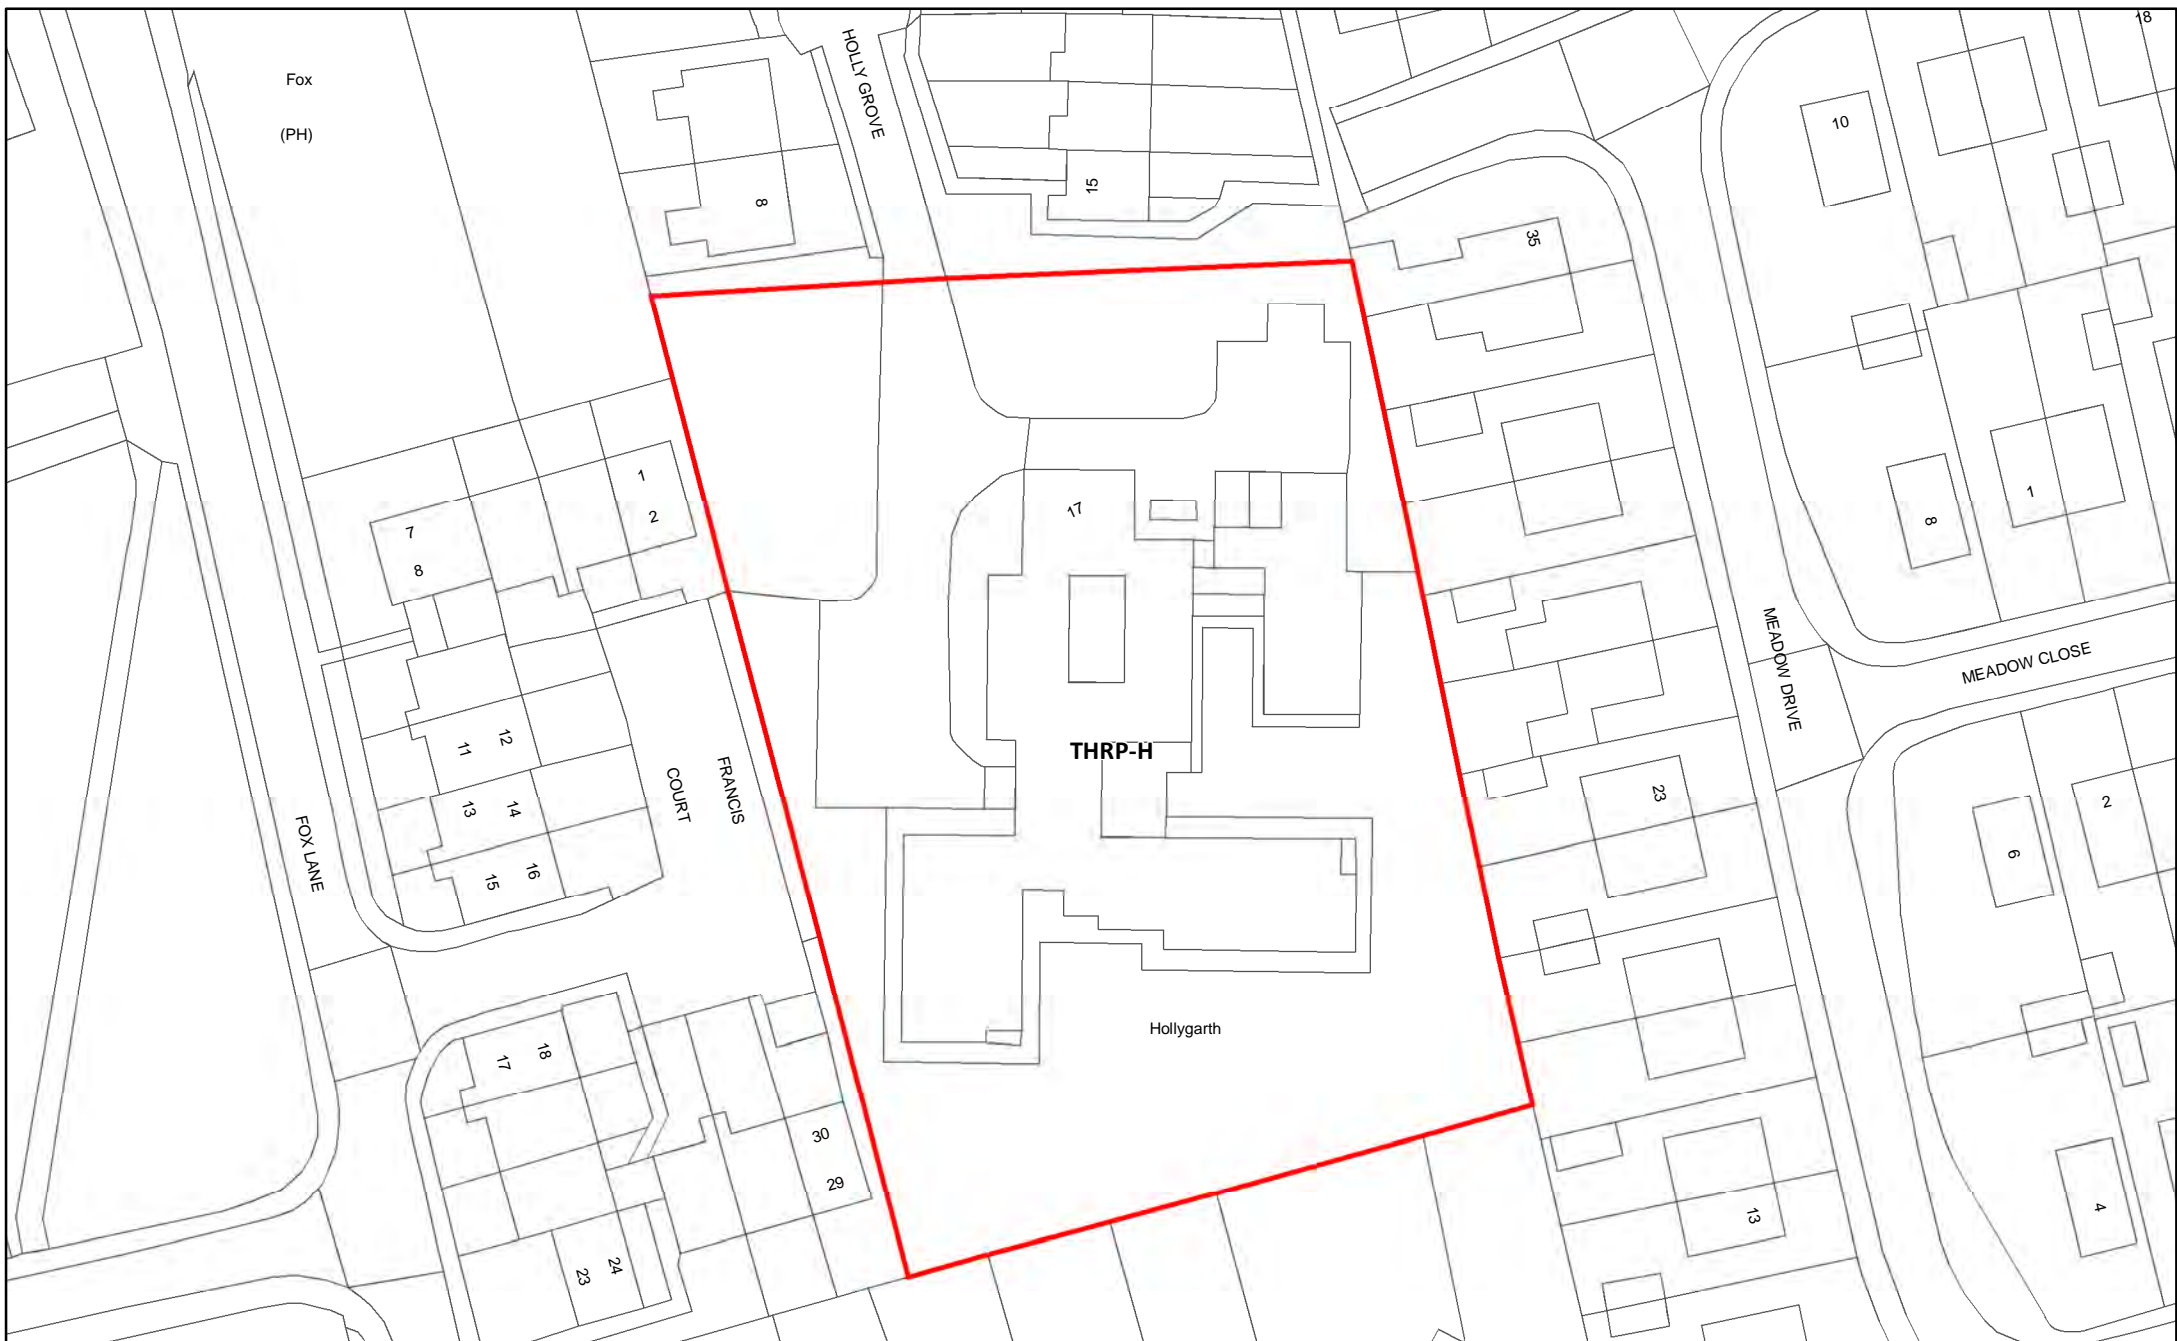 Fox
(PH)
HOLLY GROVE
18
10
8
15
35
1
2
7
8
17
1
8
MEADOW DRIVE
MEADOW CLOSE
11
12
THRP-H
FRANCIS
COURT
23
2
13
14
FOX LANE
15
16
6
Hollygarth
17
18
30
29
13
4
23
24